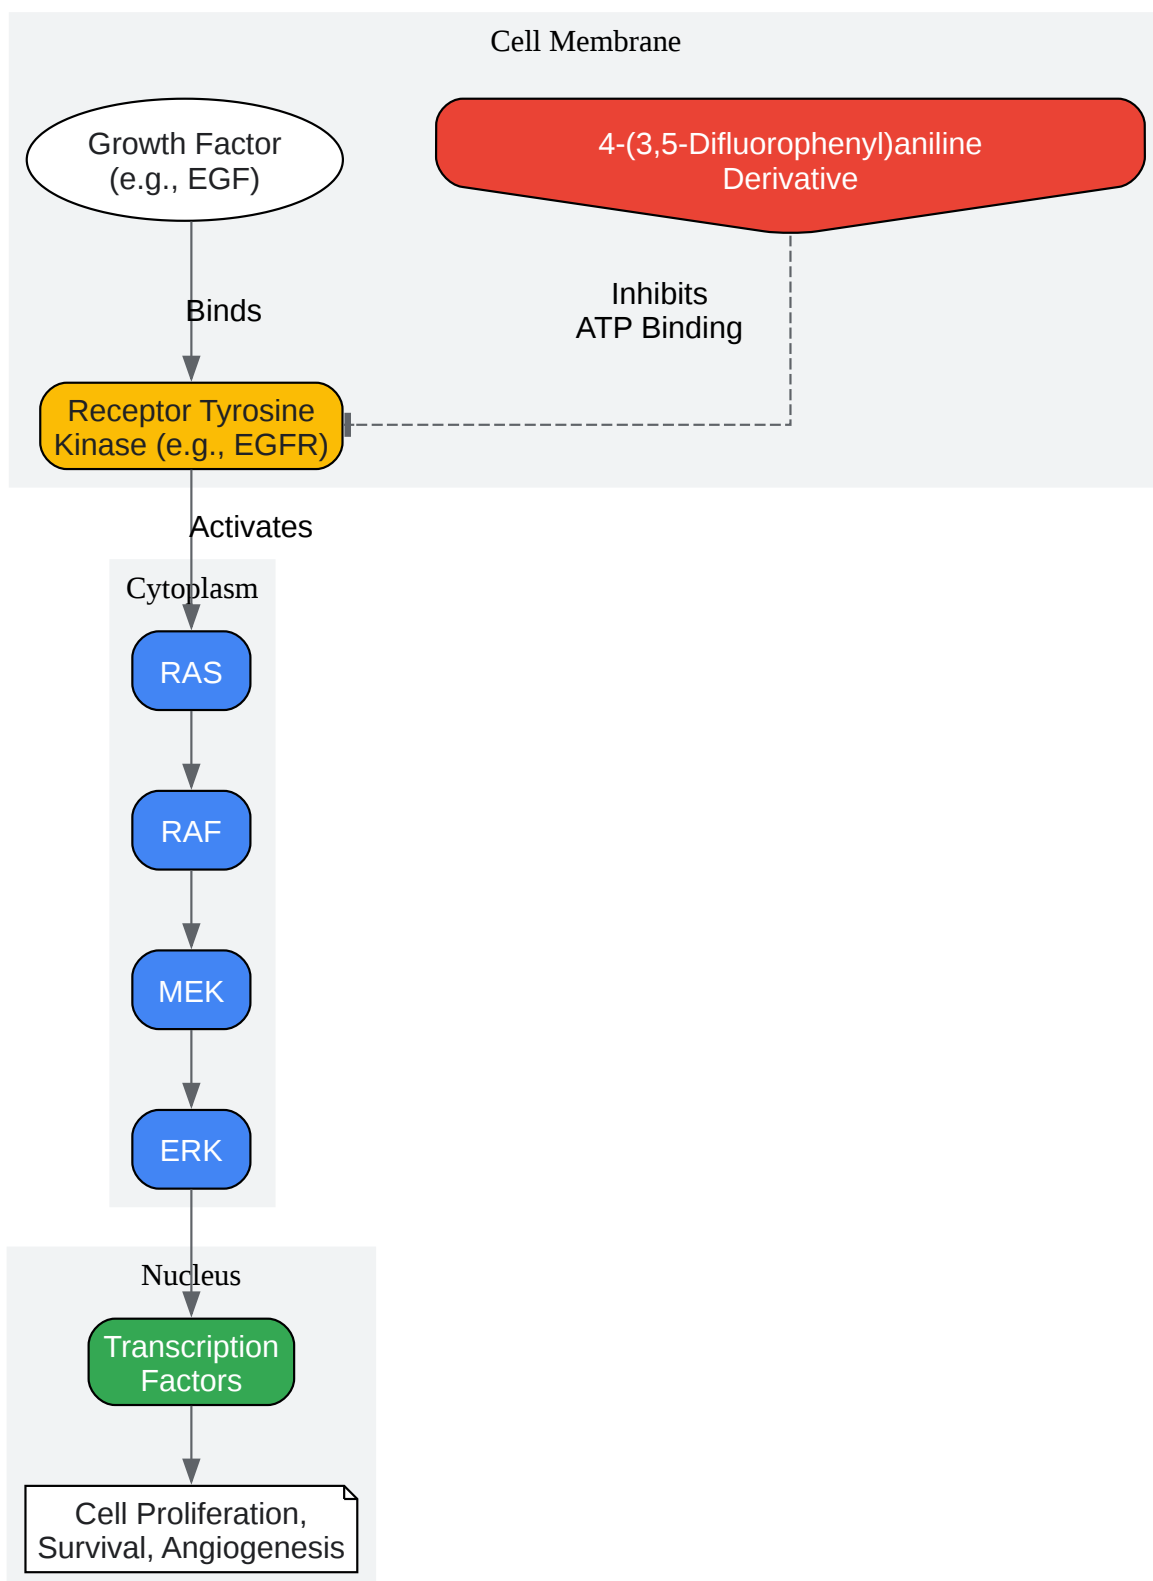 Cell Membrane
Growth Factor
(e.g., EGF)
4-(3,5-Difluorophenyl)aniline
Derivative
Binds
Inhibits
ATP Binding
Receptor Tyrosine
Kinase (e.g., EGFR)
Activates
Cytoplasm
RAS
RAF
MEK
ERK
Nucleus
Transcription
Factors
Cell Proliferation,
Survival, Angiogenesis